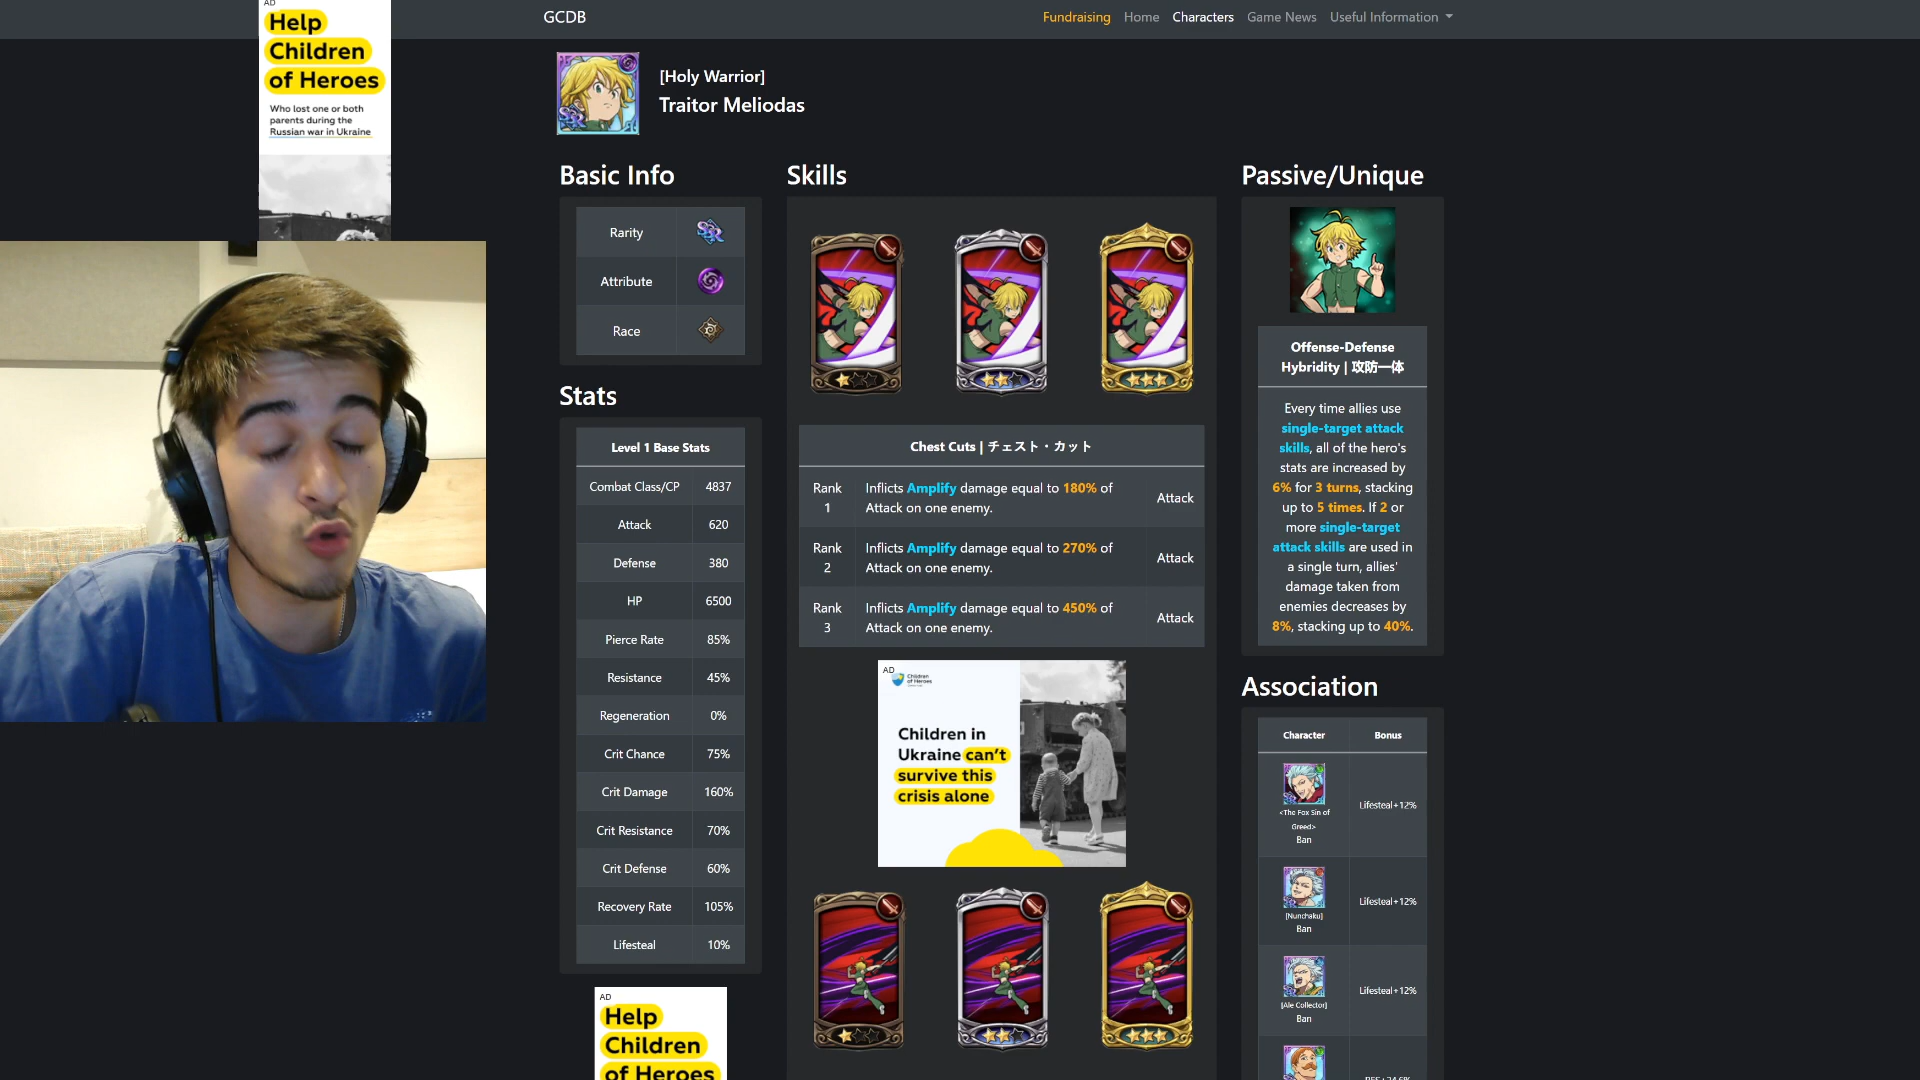 AD
Help
Children
of Heroes
Who lost one or both
parents during the
Russian war in Ukraine
GCDB
Fundraising
Home
Characters
Game News
Useful Information
[Holy Warrior]
Traitor Meliodas
Basic Info
Rarity
SSR
Attribute
Race
Stats
Level 1 Base Stats
Combat Class/CP 4837
Attack 620
Defense 380
HP 6500
Pierce Rate 85%
Resistance 45%
Regeneration 0%
Crit Chance 75%
Crit Damage 160%
Crit Resistance 70%
Crit Defense 60%
Recovery Rate 105%
Lifesteal 10%
AD
Help
Children
of Heroes
Skills
Chest Cuts | チェスト・カット
Rank 1
Inflicts Amplify damage equal to 180% of
Attack on one enemy.
Attack
Rank 2
Inflicts Amplify damage equal to 270% of
Attack on one enemy.
Attack
Rank 3
Inflicts Amplify damage equal to 450% of
Attack on one enemy.
Attack
AD
Children
of Heroes
Children in
Ukraine can't
survive this
crisis alone
Passive/Unique
Offense-Defense
Hybridity | 攻防一体
Every time allies use
single-target attack
skills, all of the hero's
stats are increased by
6% for 3 turns, stacking
up to 5 times. If 2 or
more single-target
attack skills are used in
a single turn, allies'
damage taken from
enemies decreases by
8%, stacking up to 40%.
Association
Character Bonus
<The Fox Sin of
Greed>
Ban
Lifesteal+12%
[Nunchaku]
Ban
Lifesteal+12%
[Ale Collector]
Ban
Lifesteal+12%